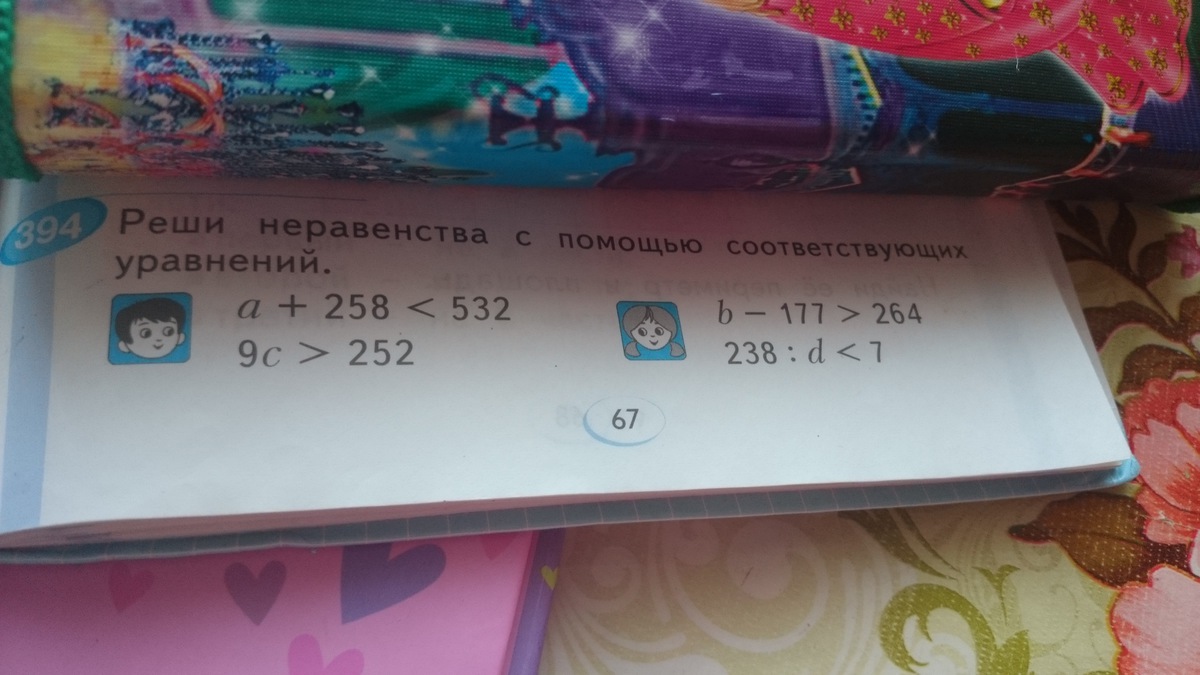 394 Реши неравенства с помощью соответствующих
уравнений.
a + 258 < 532
9c > 252
b − 177 > 264
238 : d < 7
67